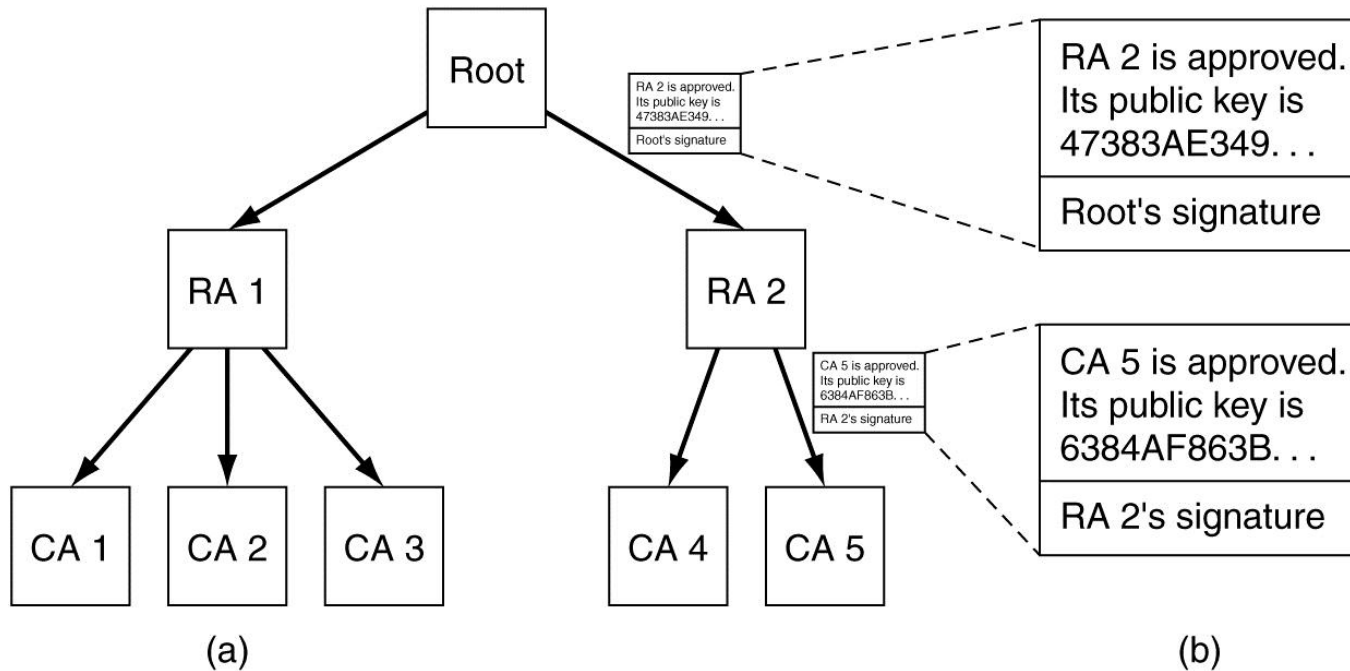 Root
RA 2 is approved.
Its public key is
47383AE349. . .
Root's signature
RA 2 is approved.
Its public key is
47383AE349. . .
Root's signature
RA 1
RA 2
CA 5 is approved.
Its public key is
6384AF863B. . .
RA 2's signature
CA 5 is approved.
Its public key is
6384AF863B. . .
RA 2's signature
CA 1
CA 2
CA 3
CA 4
CA 5
(a)
(b)